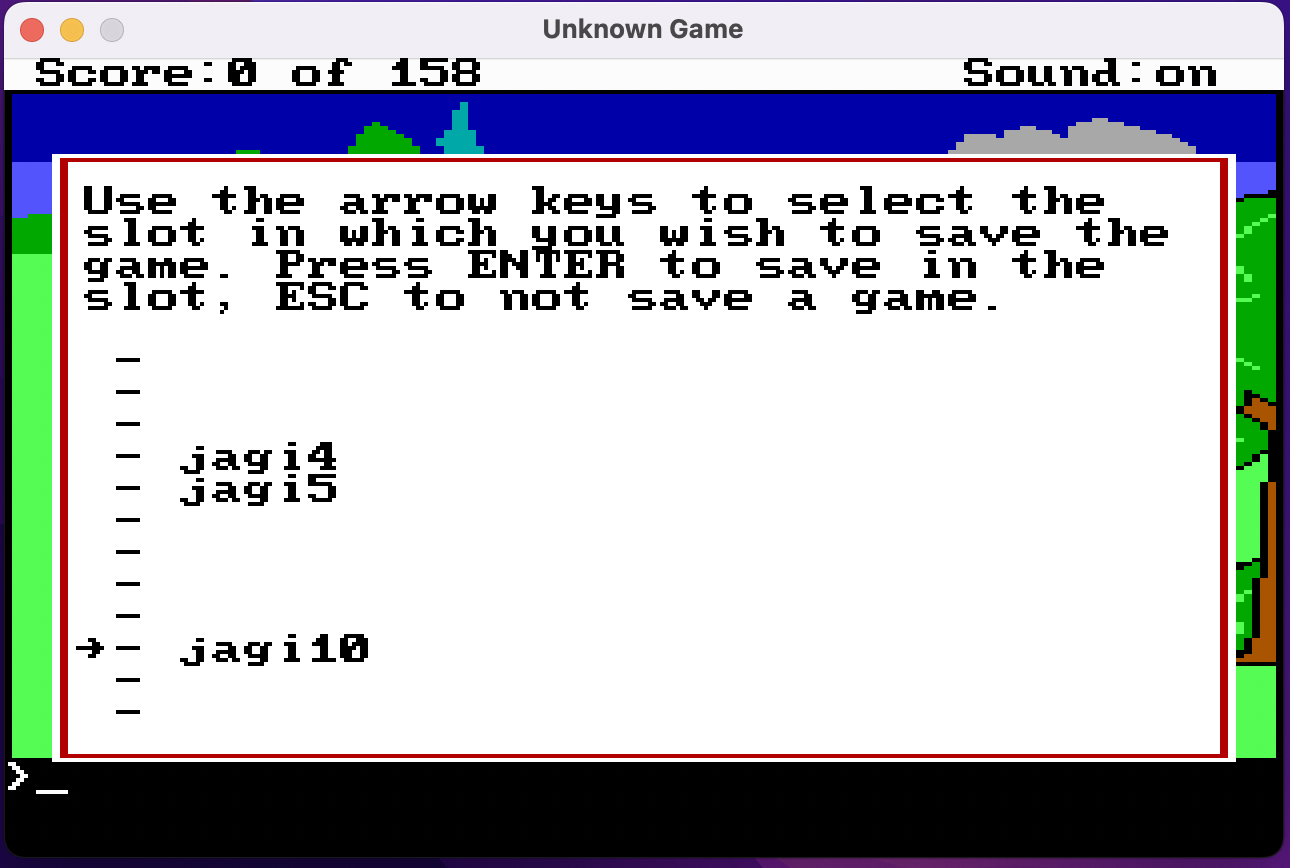 Unknown Game
Score:0 of 158 Sound:on
Use the arrow keys to select the
slot in which you wish to save the
game. Press ENTER to save in the
slot, ESC to not save a game.
-
-
-
- jagi4
- jagi5
-
-
-
-
→ - jagi10
-
-
>_